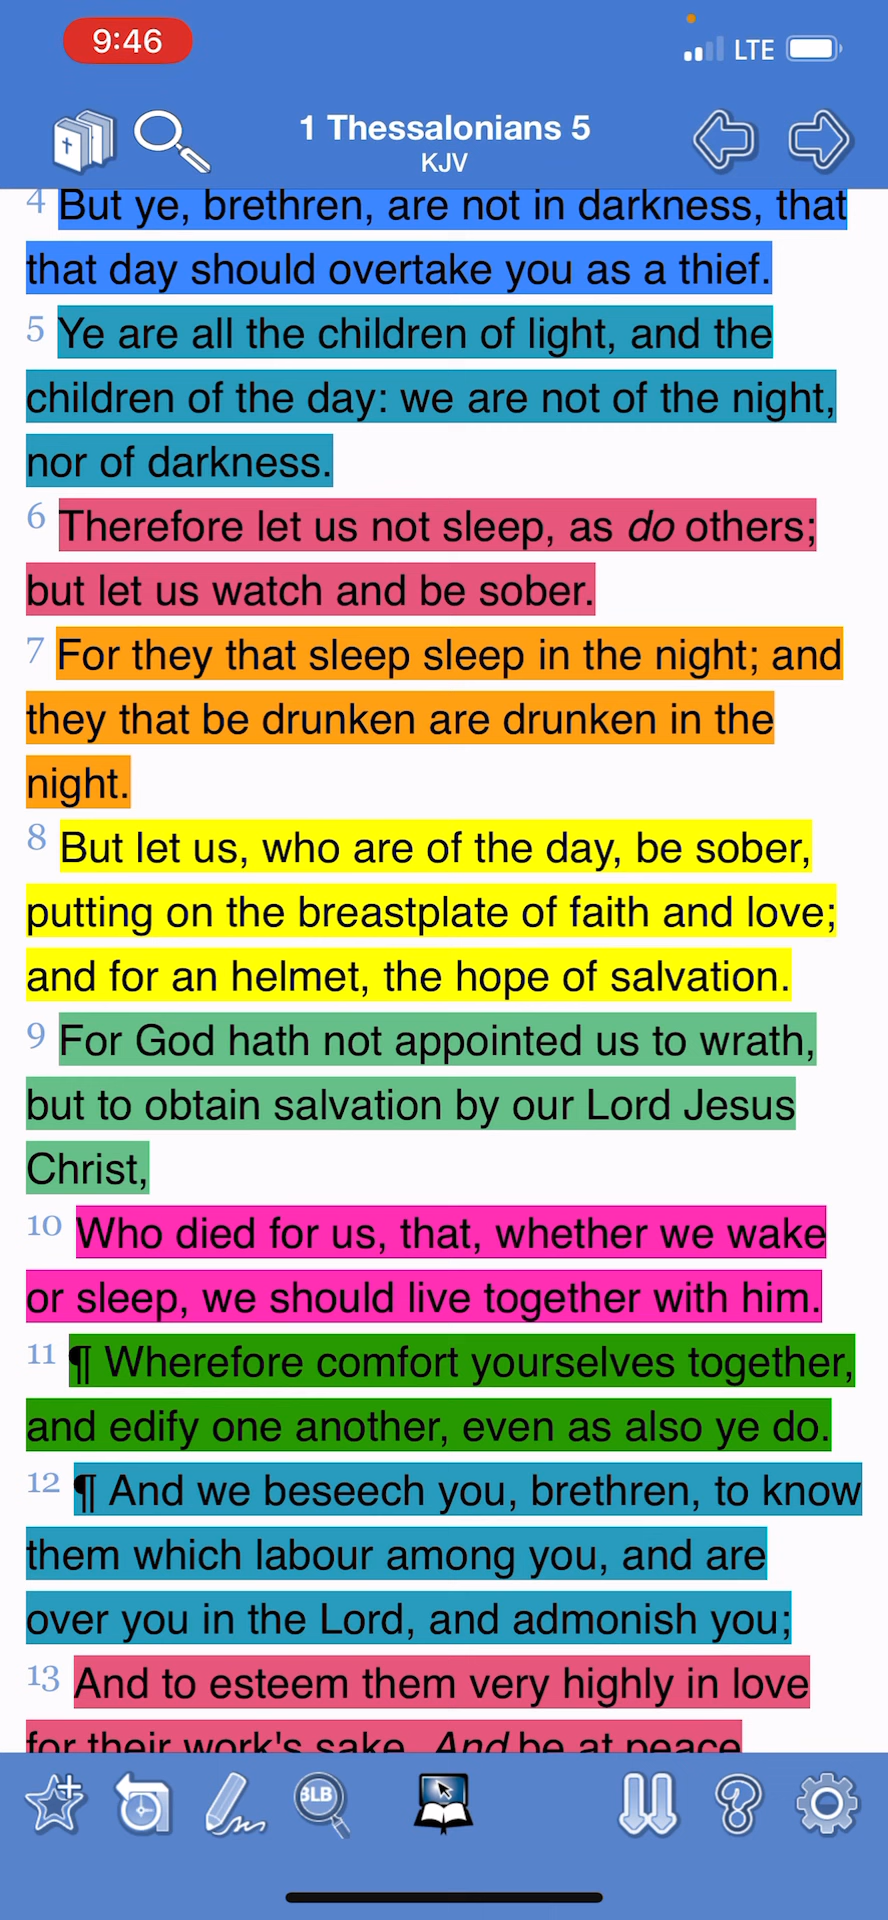 9:46
LTE
1 Thessalonians 5
KJV
4 But ye, brethren, are not in darkness, that
that day should overtake you as a thief.
5 Ye are all the children of light, and the
children of the day: we are not of the night,
nor of darkness.
6 Therefore let us not sleep, as do others;
but let us watch and be sober.
7 For they that sleep sleep in the night; and
they that be drunken are drunken in the
night.
8 But let us, who are of the day, be sober,
putting on the breastplate of faith and love;
and for an helmet, the hope of salvation.
9 For God hath not appointed us to wrath,
but to obtain salvation by our Lord Jesus
Christ,
10 Who died for us, that, whether we wake
or sleep, we should live together with him.
11 ¶ Wherefore comfort yourselves together,
and edify one another, even as also ye do.
12 ¶ And we beseech you, brethren, to know
them which labour among you, and are
over you in the Lord, and admonish you;
13 And to esteem them very highly in love
for their work's sake. And be at peace
BLB